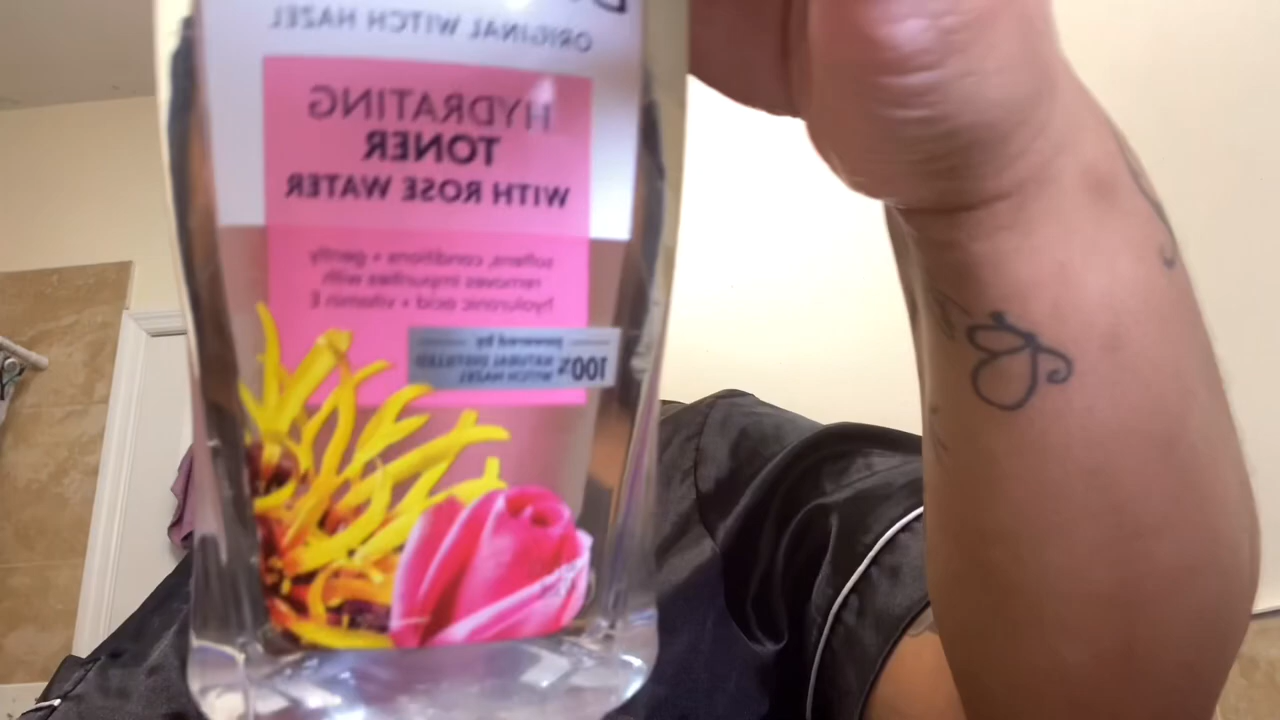 ORIGINAL WITCH HAZEL
HYDRATING
TONER
WITH ROSE WATER
softens, conditions + gently
removes impurities with
hyaluronic acid + vitamin E
powered by
100% NATURAL DISTILLED
WITCH HAZEL